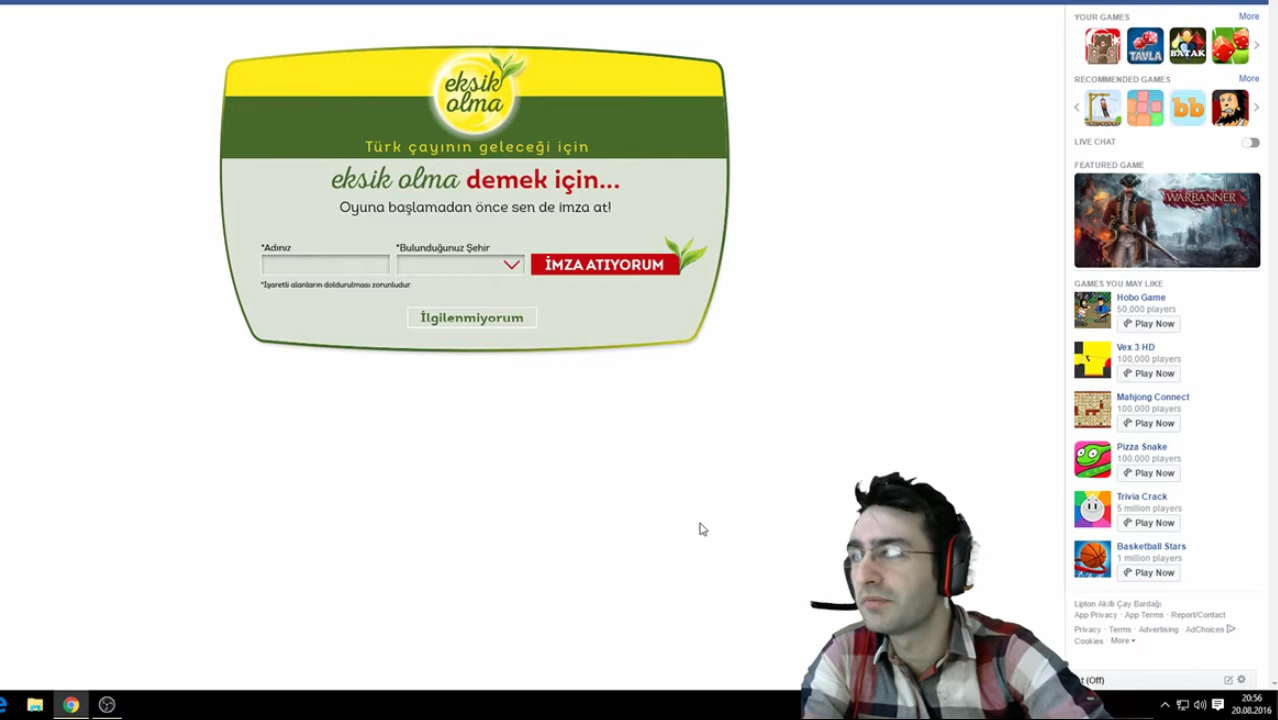 eksik
olma
Türk çayının geleceği için
eksik olma demek için...
Oyuna başlamadan önce sen de imza at!
*Adınız
*Bulunduğunuz Şehir
İMZA ATIYORUM
*İşaretli alanların doldurulması zorunludur.
İlgilenmiyorum
YOUR GAMES
More
TAVLA
BATAK
RECOMMENDED GAMES
More
bb
LIVE CHAT
FEATURED GAME
WARBANNER
GAMES YOU MAY LIKE
Hobo Game
50,000 players
Play Now
Vex 3 HD
100,000 players
Play Now
Mahjong Connect
100,000 players
Play Now
Pizza Snake
100,000 players
Play Now
Trivia Crack
5 million players
Play Now
Basketball Stars
1 million players
Play Now
Lipton Akıllı Çay Bardağı
App Privacy · App Terms · Report/Contact
Privacy · Terms · Advertising · AdChoices ·
Cookies · More
(Off)
20:56
20.08.2016